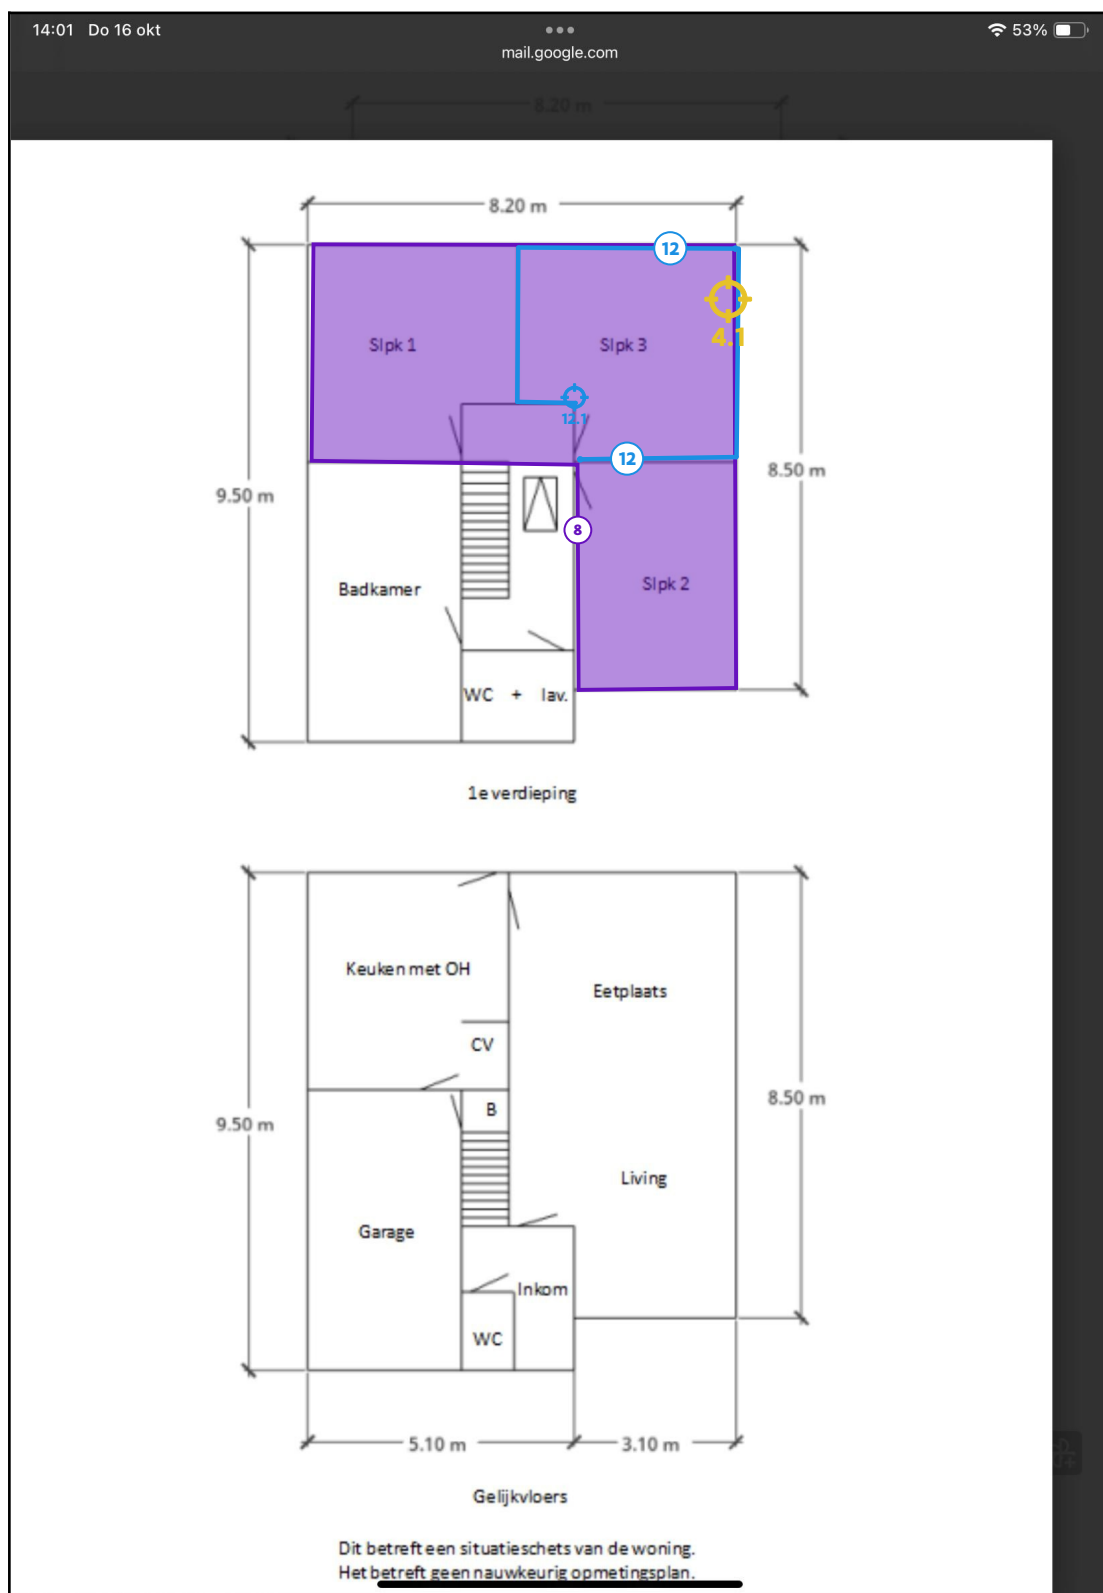 14:01 Do 16 okt
53%
mail.google.com
8.20 m
8.20 m
12
4.1
Slpk 1
Slpk 3
12.1
12
8.50 m
9.50 m
8
Slpk 2
Badkamer
WC + lav.
1e verdieping
Keuken met OH
Eetplaats
CV
8.50 m
B
9.50 m
Living
Garage
Inkom
WC
5.10 m
3.10 m
Gelijkvloers
Dit betreft een situatieschets van de woning.
Het betreft geen nauwkeurig opmetingsplan.